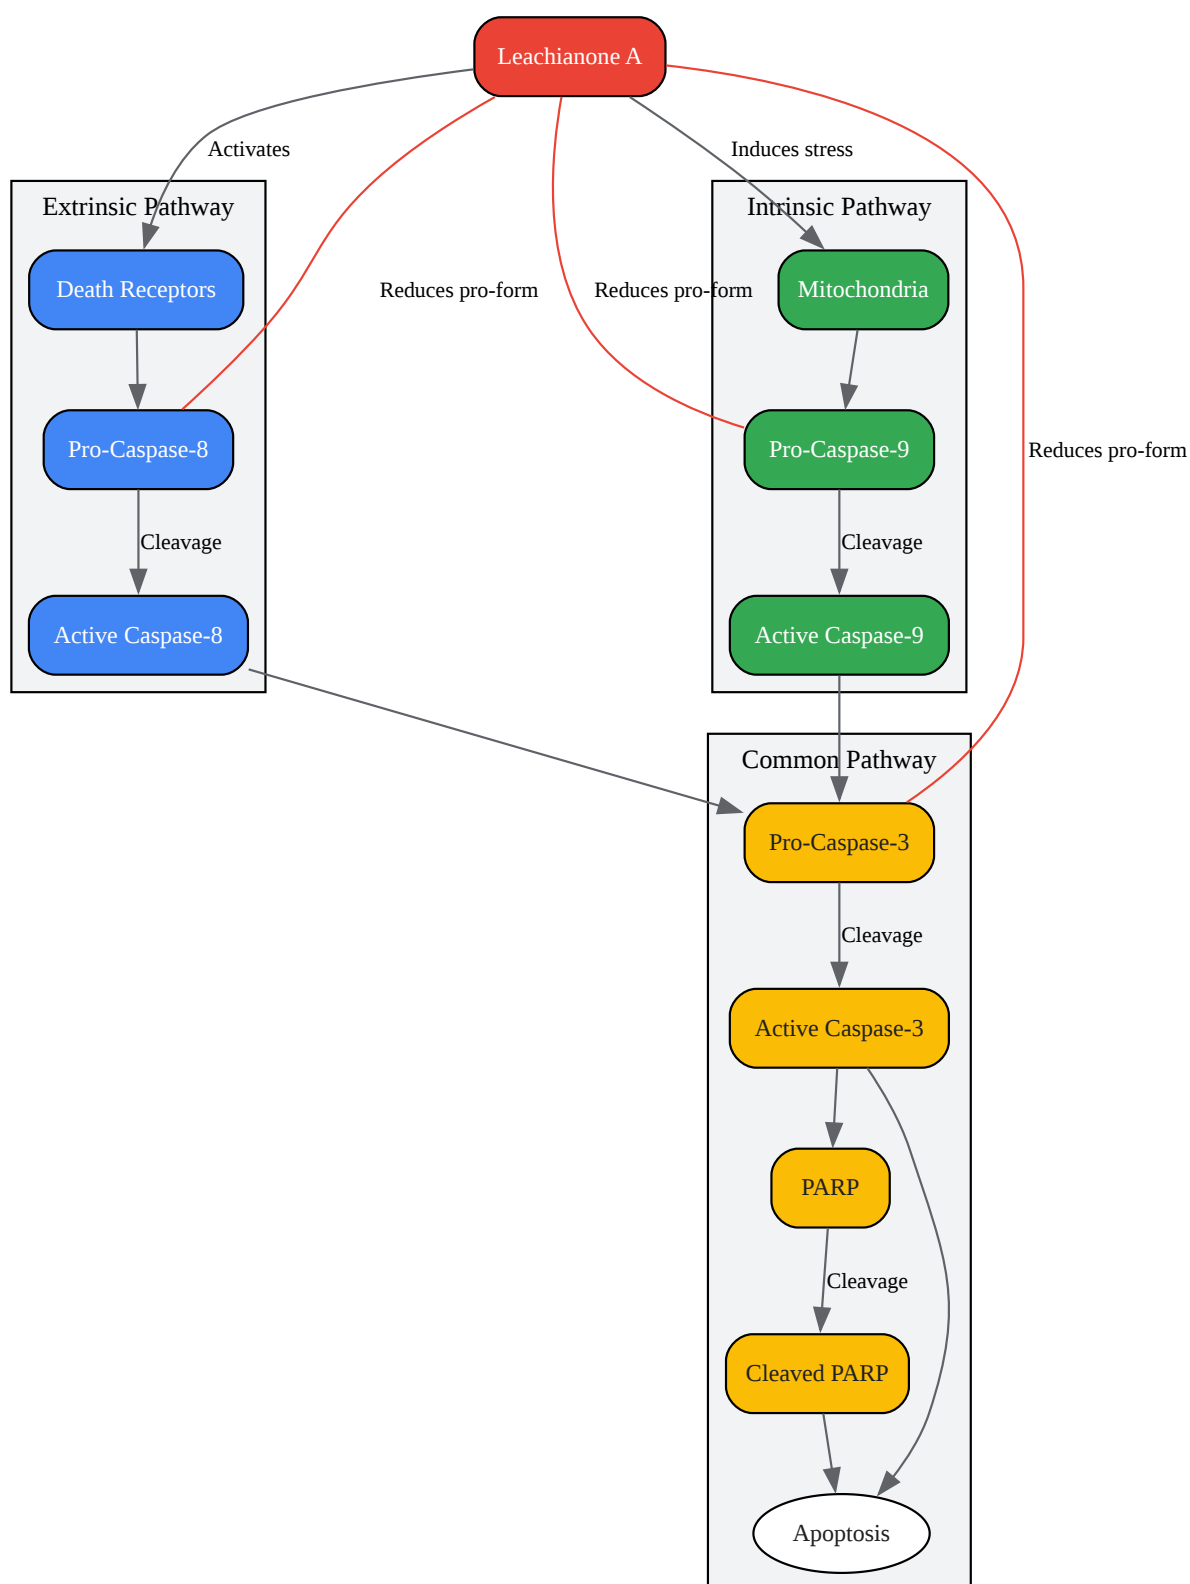 Leachianone A
Activates
Induces stress
Extrinsic Pathway
Intrinsic Pathway
Death Receptors
Reduces pro-form
Reduces pro-form
Mitochondria
Pro-Caspase-8
Pro-Caspase-9
Reduces pro-form
Cleavage
Cleavage
Active Caspase-8
Active Caspase-9
Common Pathway
Pro-Caspase-3
Cleavage
Active Caspase-3
PARP
Cleavage
Cleaved PARP
Apoptosis